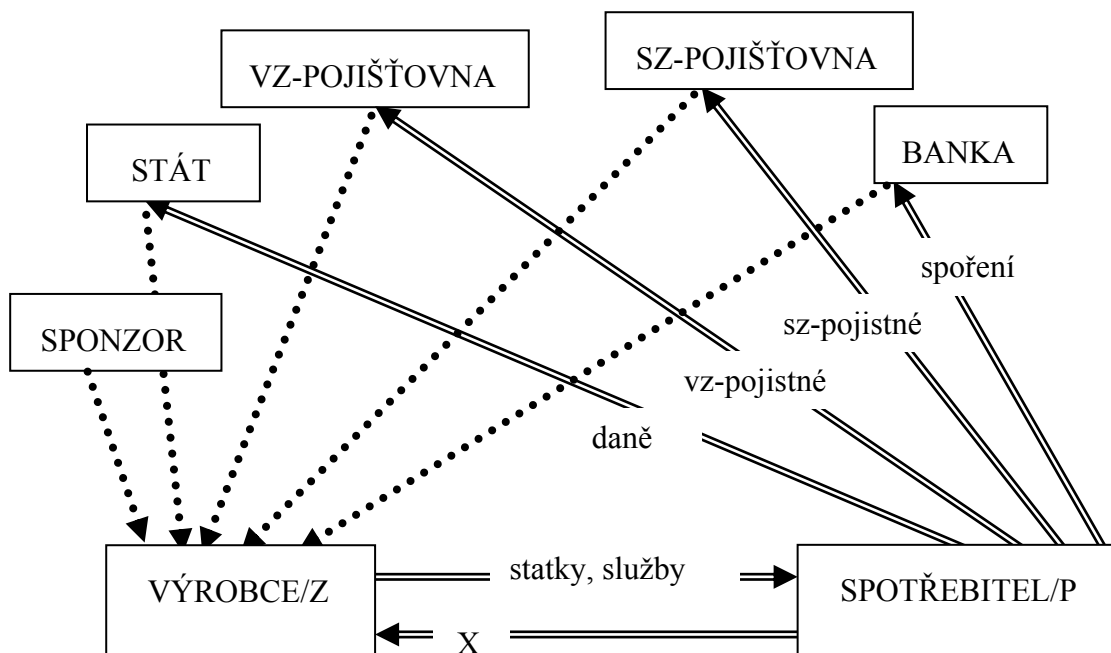 SZ-POJIŠŤOVNA
VZ-POJIŠŤOVNA
BANKA
STÁT
spoření
sz-pojistné
SPONZOR
vz-pojistné
daně
statky, služby
VÝROBCE/Z
SPOTŘEBITEL/P
X